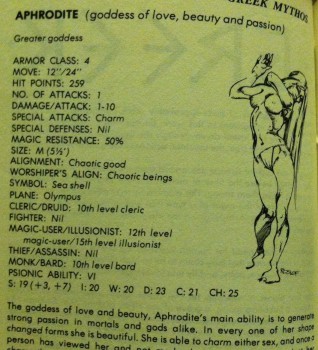 GREEK MYTHOS
APHRODITE (goddess of love, beauty and passion)
Greater goddess
ARMOR CLASS: 4
MOVE: 12"/24"
HIT POINTS: 259
NO. OF ATTACKS: 1
DAMAGE/ATTACK: 1-10
SPECIAL ATTACKS: Charm
SPECIAL DEFENSES: Nil
MAGIC RESISTANCE: 50%
SIZE: M (5½')
ALIGNMENT: Chaotic good
WORSHIPER'S ALIGN: Chaotic beings
SYMBOL: Sea shell
PLANE: Olympus
CLERIC/DRUID: 10th level cleric
FIGHTER: Nil
MAGIC-USER/ILLUSIONIST: 12th level
magic-user/15th level illusionist
THIEF/ASSASSIN: Nil
MONK/BARD: 10th level bard
PSIONIC ABILITY: VI
S: 19 (+3, +7) I: 20 W: 20 D: 23 C: 21 CH: 25
The goddess of love and beauty, Aphrodite's main ability is to generate
strong passion in mortals and gods alike. In every one of her shape
changed forms she is beautiful. She is able to charm either sex, and once a
person has viewed her and not